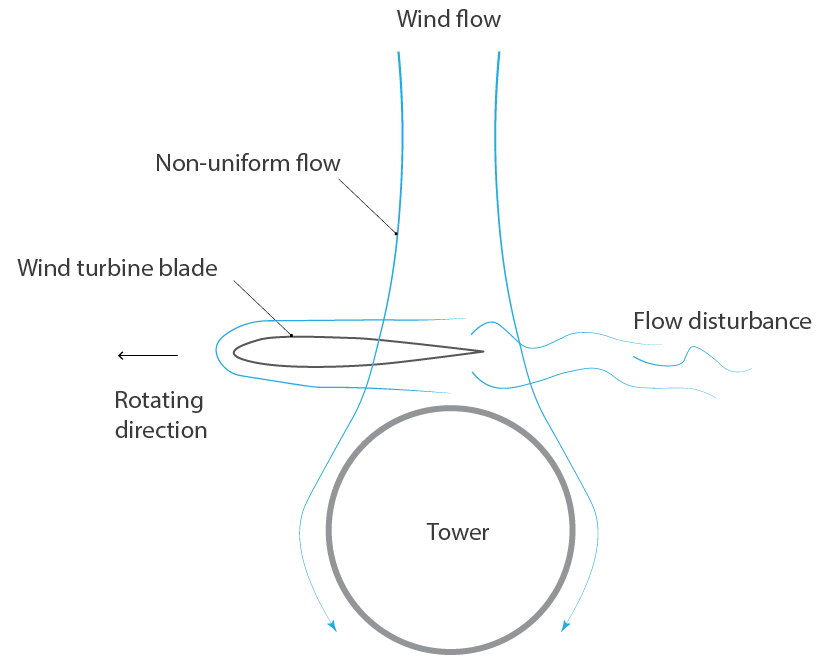 Wind flow
Non-uniform flow
Wind turbine blade
Flow disturbance
Rotating
direction
Tower